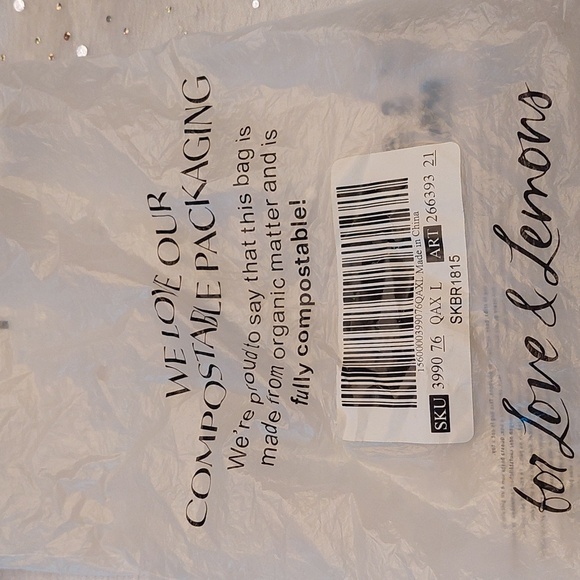 WE LOVE OUR
COMPOSTABLE PACKAGING
We're proud to say that this bag is
made from organic matter and is
fully compostable!
1560000399076QAXL Made in China
SKU 3990 76 QAX L ART 266393 21
SKBR1815
for Love & Lemons